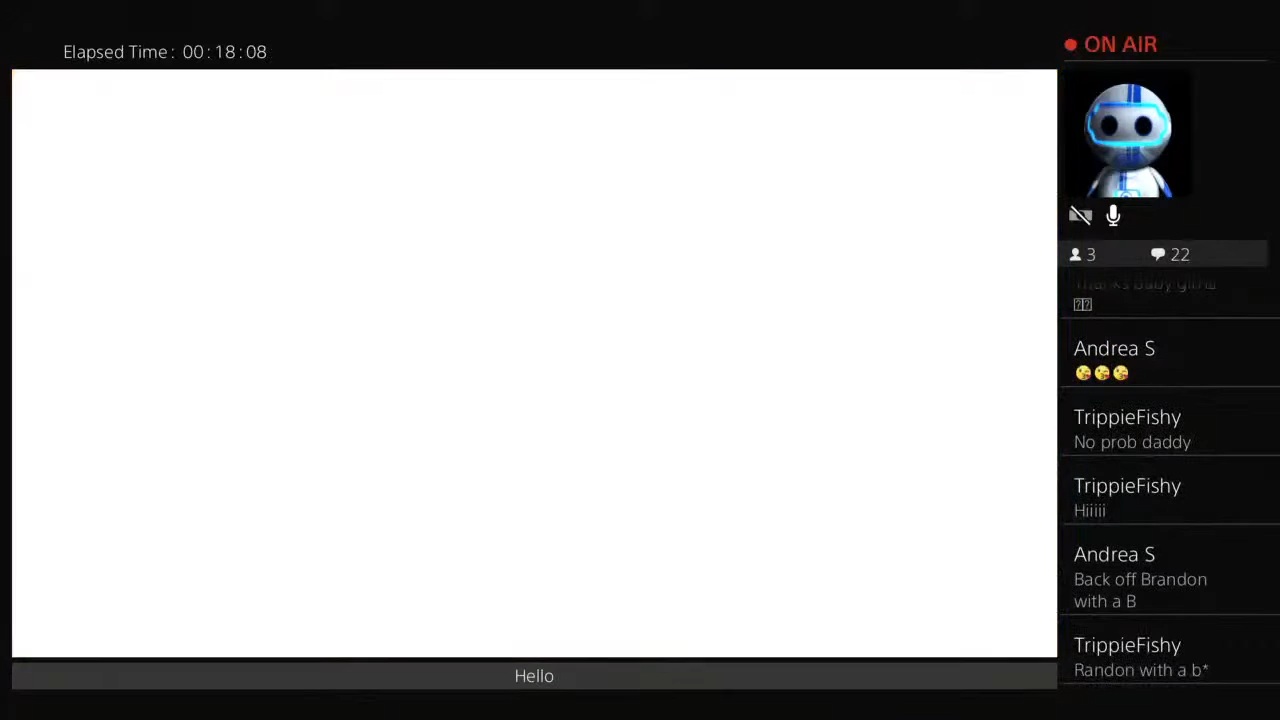 Elapsed Time: 00:18:08
ON AIR
3 22
Andrea S
😘😘😘
TrippieFishy
No prob daddy
TrippieFishy
Hiiiii
Andrea S
Back off Brandon
with a B
TrippieFishy
Randon with a b*
Hello